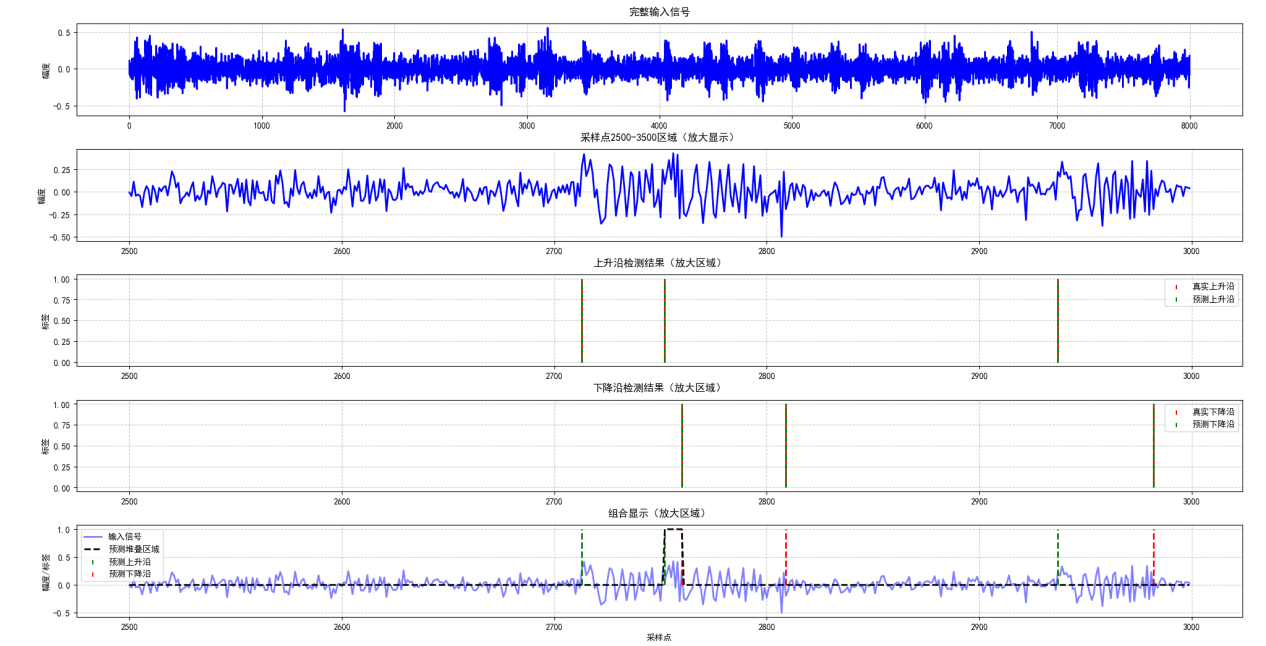 完整输入信号
幅度
0.5
0.0
−0.5
0 1000 2000 3000 4000 5000 6000 7000 8000
采样点2500-3500区域（放大显示）
幅度
0.25
0.00
−0.25
−0.50
2500 2600 2700 2800 2900 3000
上升沿检测结果（放大区域）
标签
1.00
0.75
0.50
0.25
0.00
真实上升沿
预测上升沿
2500 2600 2700 2800 2900 3000
下降沿检测结果（放大区域）
标签
1.00
0.75
0.50
0.25
0.00
真实下降沿
预测下降沿
2500 2600 2700 2800 2900 3000
组合显示（放大区域）
幅度/标签
1.0
0.5
0.0
−0.5
输入信号
预测堆叠区域
预测上升沿
预测下降沿
2500 2600 2700 2800 2900 3000
采样点